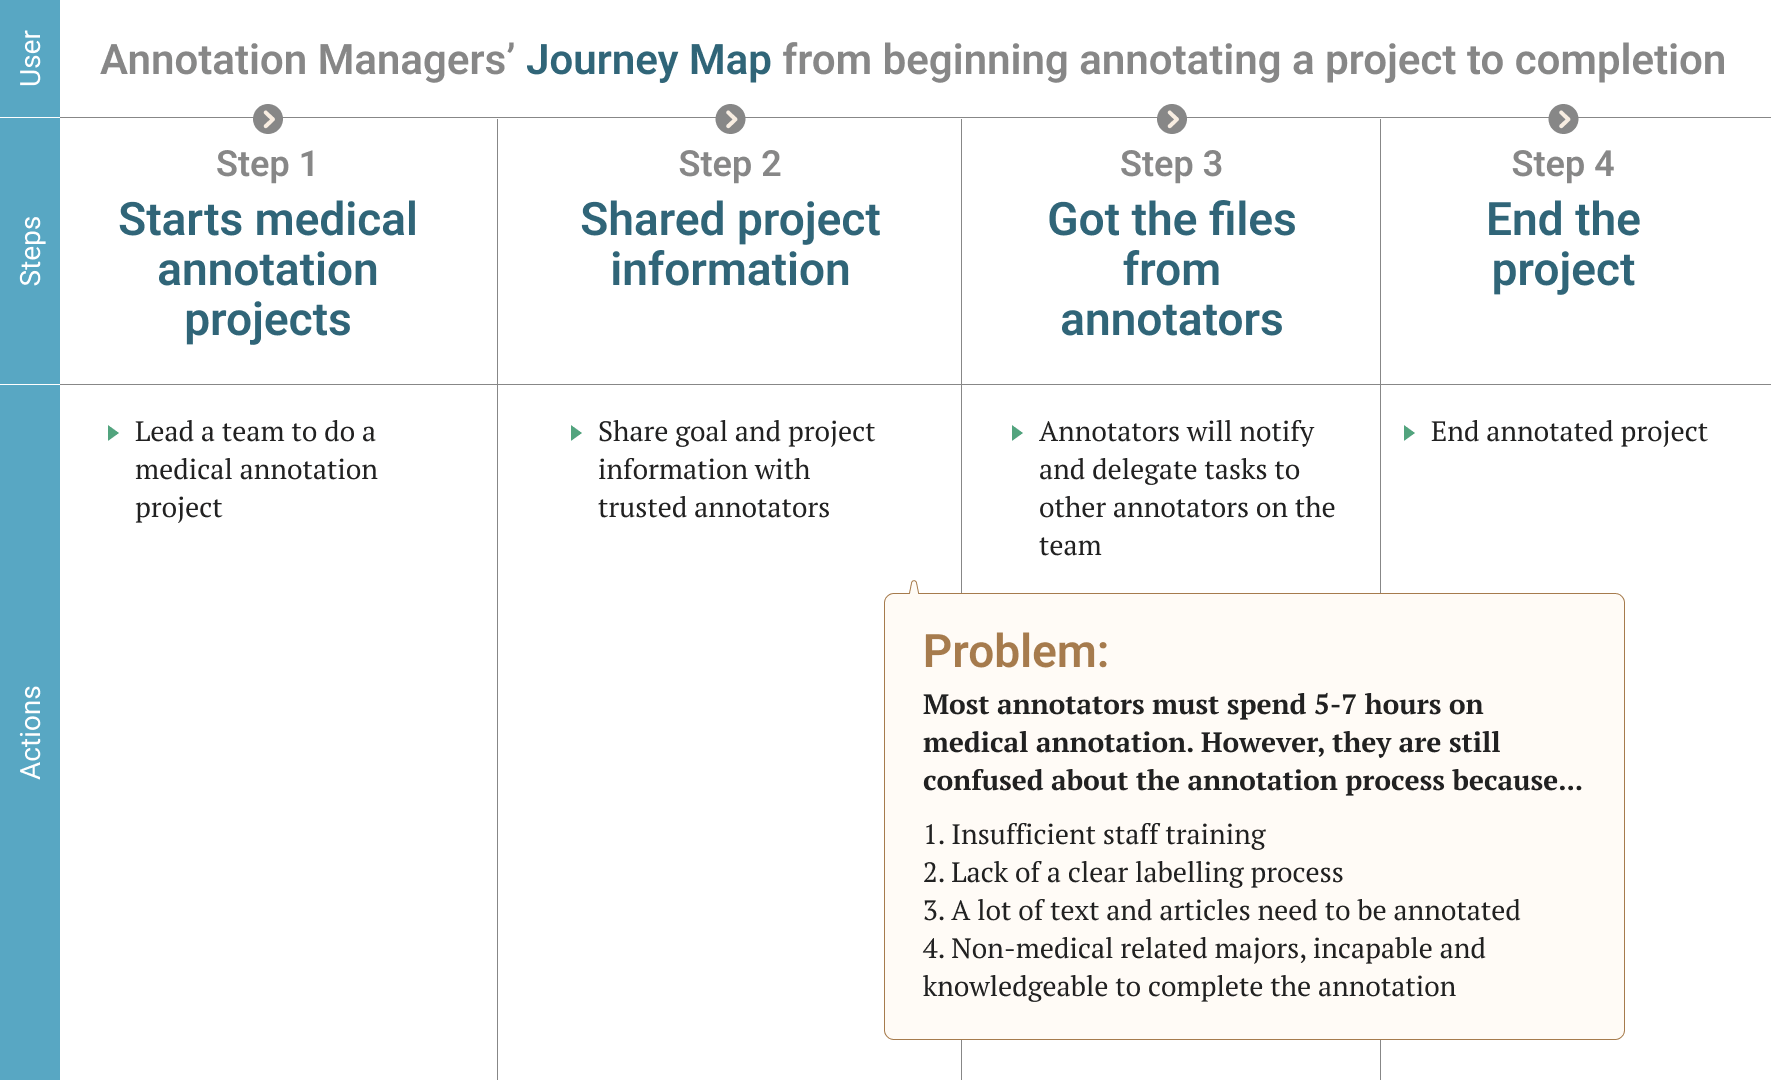 User
Annotation Managers’ Journey Map from beginning annotating a project to completion
Steps
Step 1
Starts medical
annotation
projects
Step 2
Shared project
information
Step 3
Got the files
from
annotators
Step 4
End the
project
Actions
Lead a team to do a
medical annotation
project
Share goal and project
information with
trusted annotators
Annotators will notify
and delegate tasks to
other annotators on the
team
End annotated project
Problem:
Most annotators must spend 5-7 hours on
medical annotation. However, they are still
confused about the annotation process because...
1. Insufficient staff training
2. Lack of a clear labelling process
3. A lot of text and articles need to be annotated
4. Non-medical related majors, incapable and
knowledgeable to complete the annotation